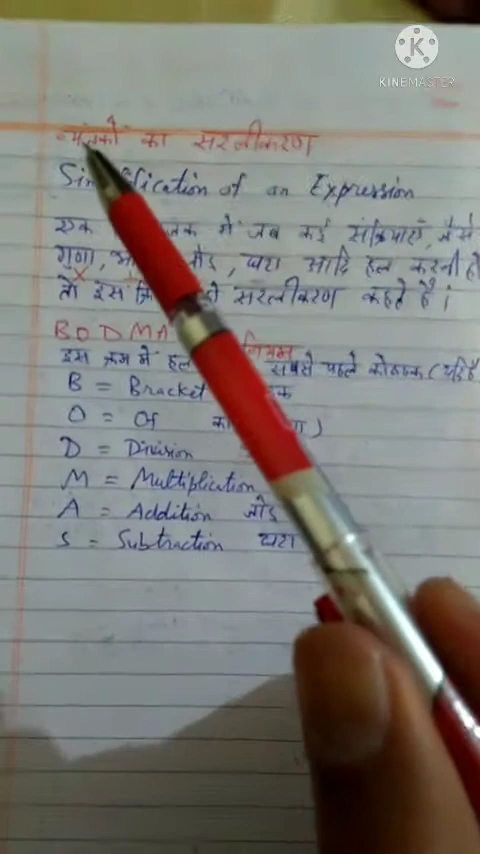 KINEMASTER
का सरलीकरण
of an Expression
एक में जब कई संक्रियाएँ, जैसे
गुणा, घटा आदि हल करनी हो
तो इस सरलीकरण कहते है।
BODMA नियम
इस क्रम में हल सबसे पहले कोष्ठक
B = Bracket
O = Of
D = Division
M = Multiplication
A = Addition जोड़
S = Subtraction घटा